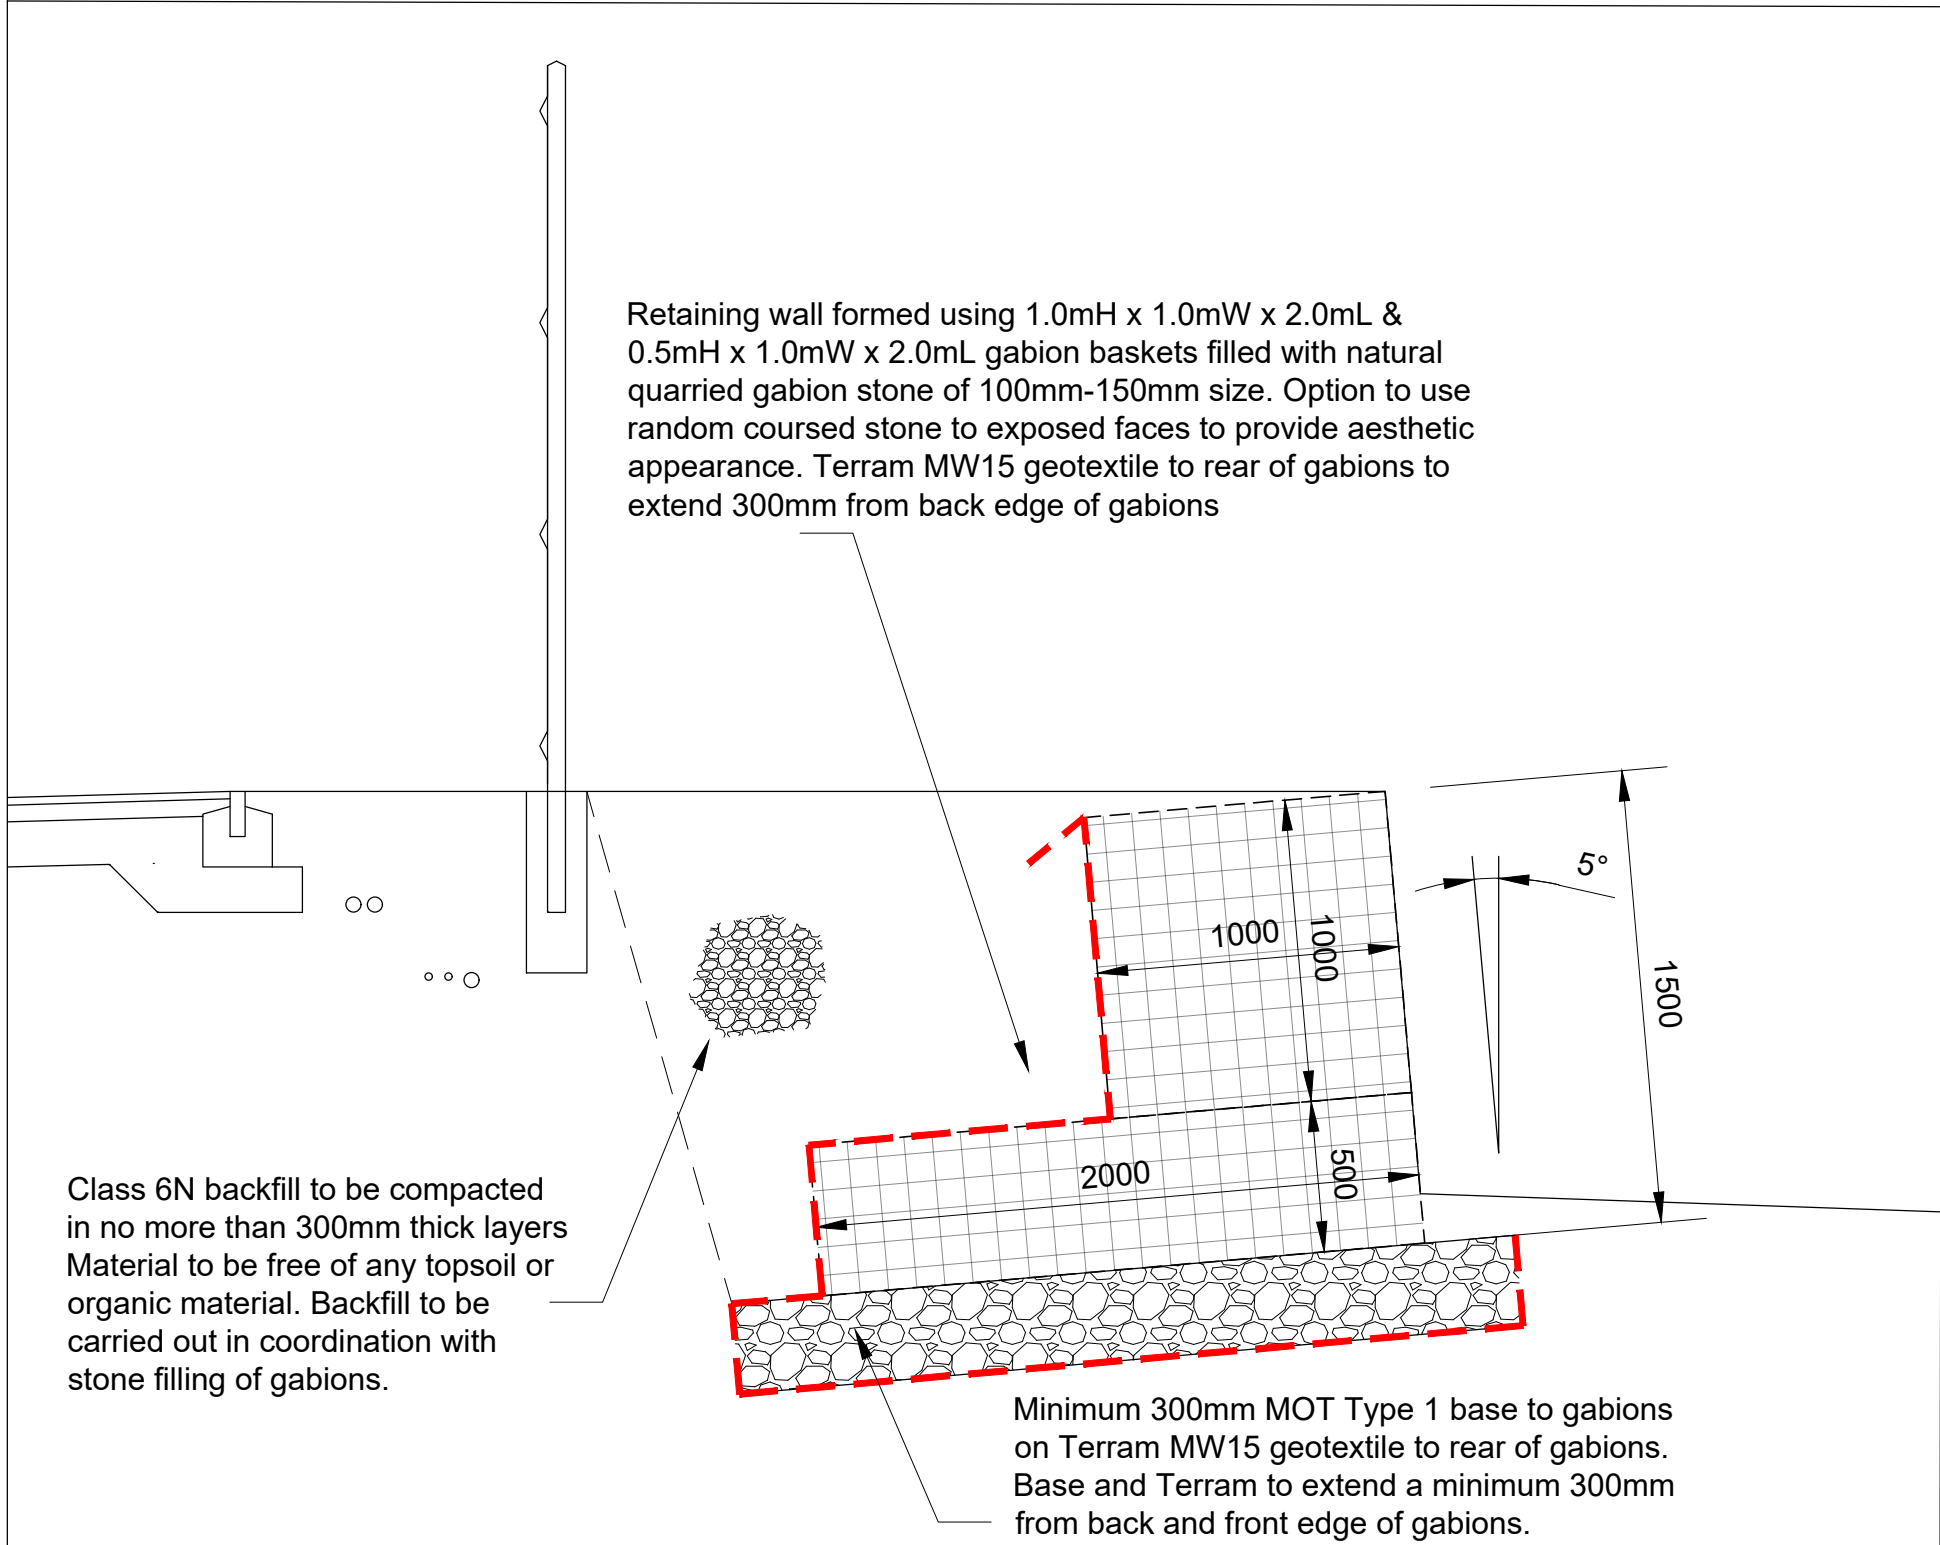 Retaining wall formed using 1.0mH x 1.0mW x 2.0mL &
0.5mH x 1.0mW x 2.0mL gabion baskets filled with natural
quarried gabion stone of 100mm-150mm size. Option to use
random coursed stone to exposed faces to provide aesthetic
appearance. Terram MW15 geotextile to rear of gabions to
extend 300mm from back edge of gabions
5°
1000
1000
1500
500
2000
Class 6N backfill to be compacted
in no more than 300mm thick layers
Material to be free of any topsoil or
organic material. Backfill to be
carried out in coordination with
stone filling of gabions.
Minimum 300mm MOT Type 1 base to gabions
on Terram MW15 geotextile to rear of gabions.
Base and Terram to extend a minimum 300mm
from back and front edge of gabions.